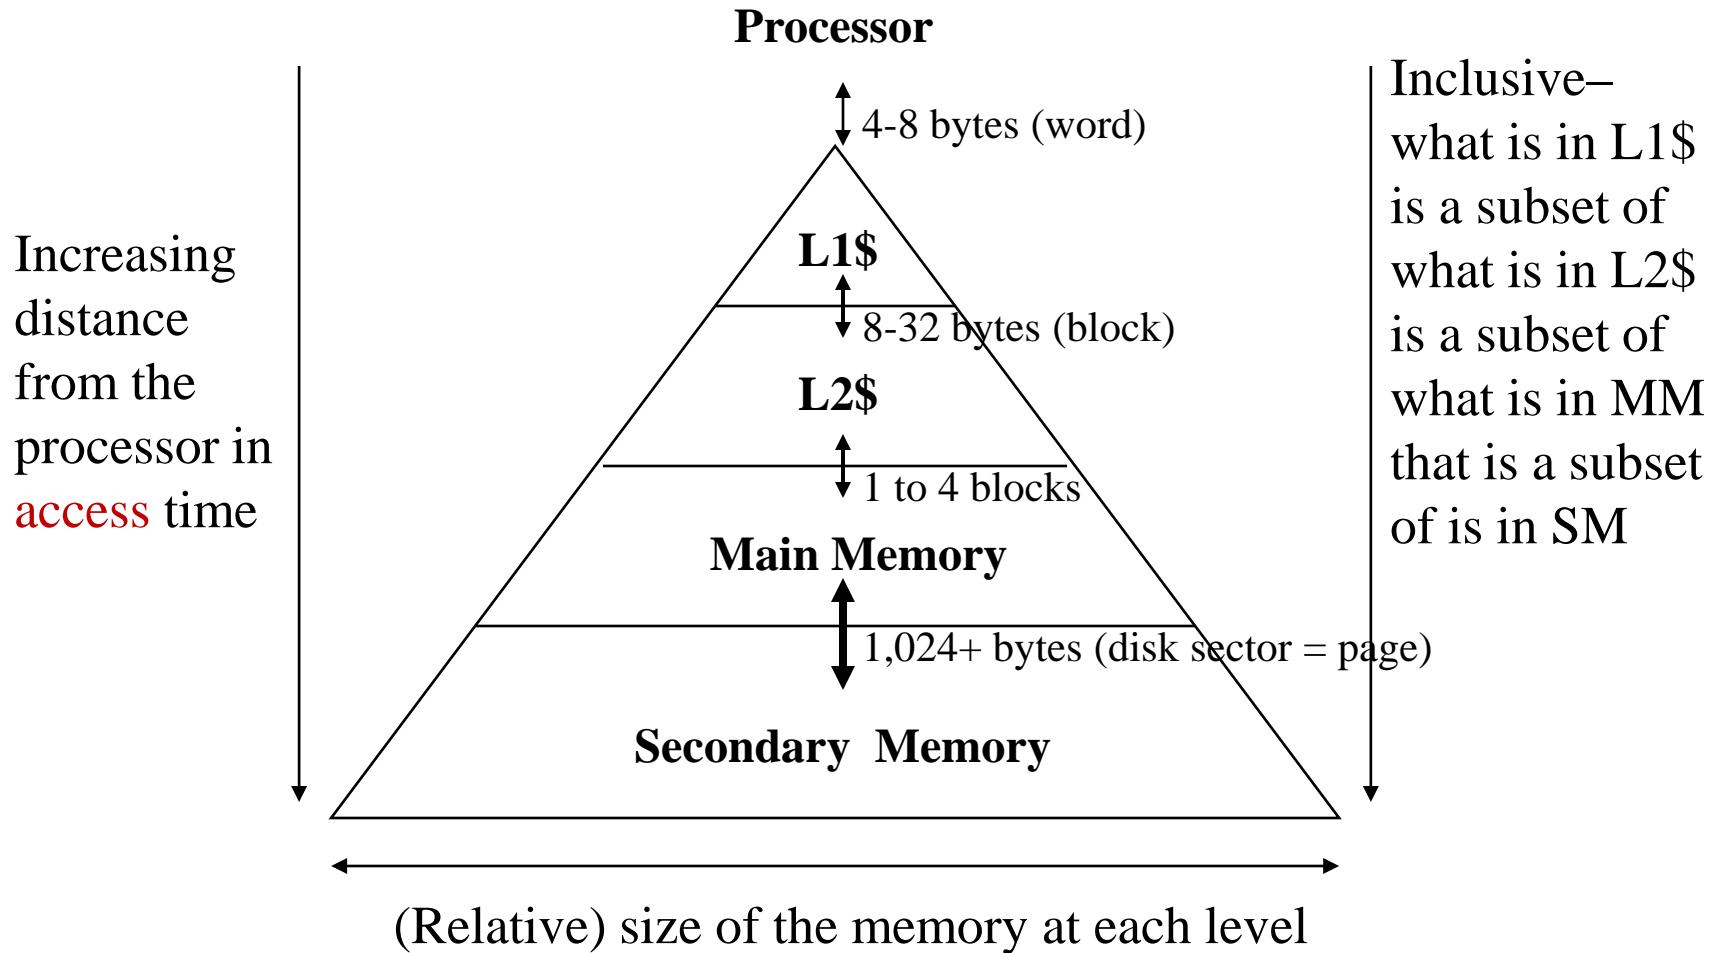 Processor
4-8 bytes (word)
Increasing
distance
from the
processor in
access time
L1$
8-32 bytes (block)
L2$
1 to 4 blocks
Main Memory
1,024+ bytes (disk sector = page)
Secondary Memory
Inclusive–
what is in L1$
is a subset of
what is in L2$
is a subset of
what is in MM
that is a subset
of is in SM
(Relative) size of the memory at each level